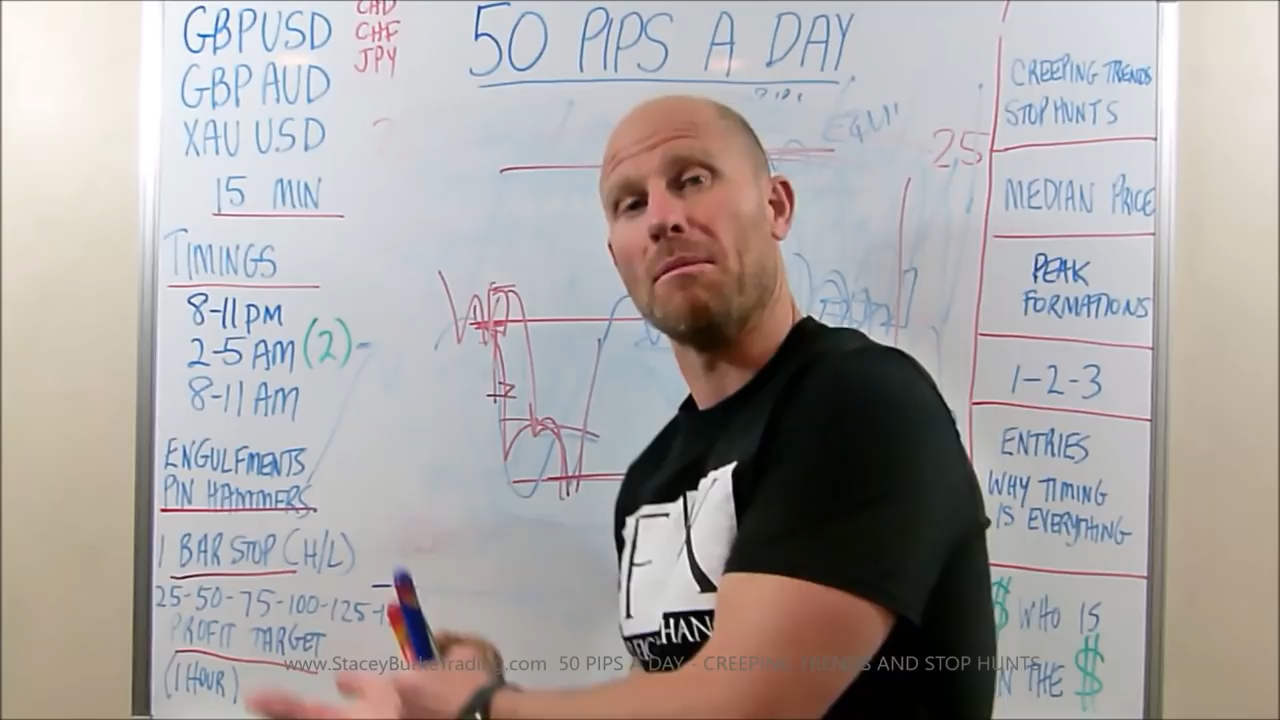 GBPUSD
GBP AUD
XAU USD
CAD
CHF
JPY
15 MIN
TIMINGS
8-11PM
2-5 AM (2)
8-11 AM
ENGULFMENTS
PIN HAMMERS
1 BAR STOP (H/L)
25-50-75-100-125-
PROFIT TARGET
(1 HOUR)
50 PIPS A DAY
25
CREEPING TRENDS
STOP HUNTS
MEDIAN PRICE
PEAK
FORMATIONS
1-2-3
ENTRIES
WHY TIMING
IS EVERYTHING
$ WHO IS
IN THE $
FX
www.StaceyBurkeTrading.com 50 PIPS A DAY - CREEPING TRENDS AND STOP HUNTS